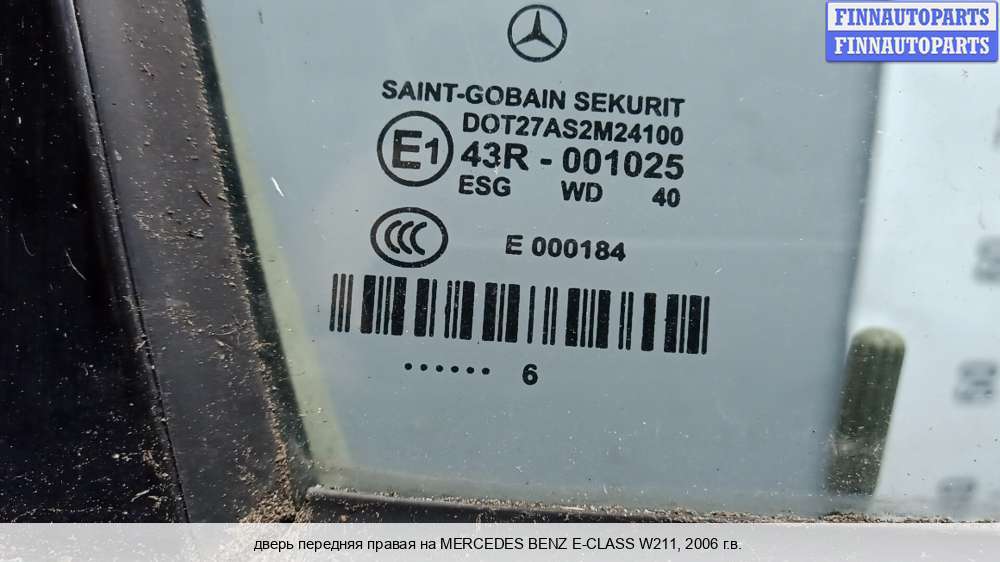 FINNAUTOPARTS
FINNAUTOPARTS
SAINT-GOBAIN SEKURIT
DOT27AS2M24100
E1 43R - 001025
ESG WD 40
CCC E 000184
...... 6
дверь передняя правая на MERCEDES BENZ E-CLASS W211, 2006 г.в.